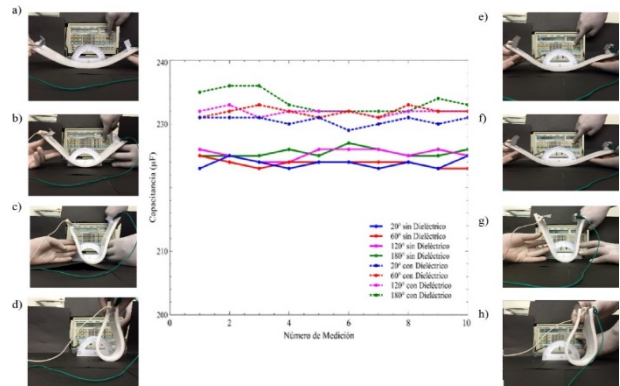 a)
e)
b)
f)
c)
g)
d)
h)
240
230
220
210
200
Capacitancia (µF)
20° sin Dieléctrico
60° sin Dieléctrico
120° sin Dieléctrico
180° sin Dieléctrico
20° con Dieléctrico
60° con Dieléctrico
120° con Dieléctrico
180° con Dieléctrico
0 2 4 6 8 10
Número de Medición